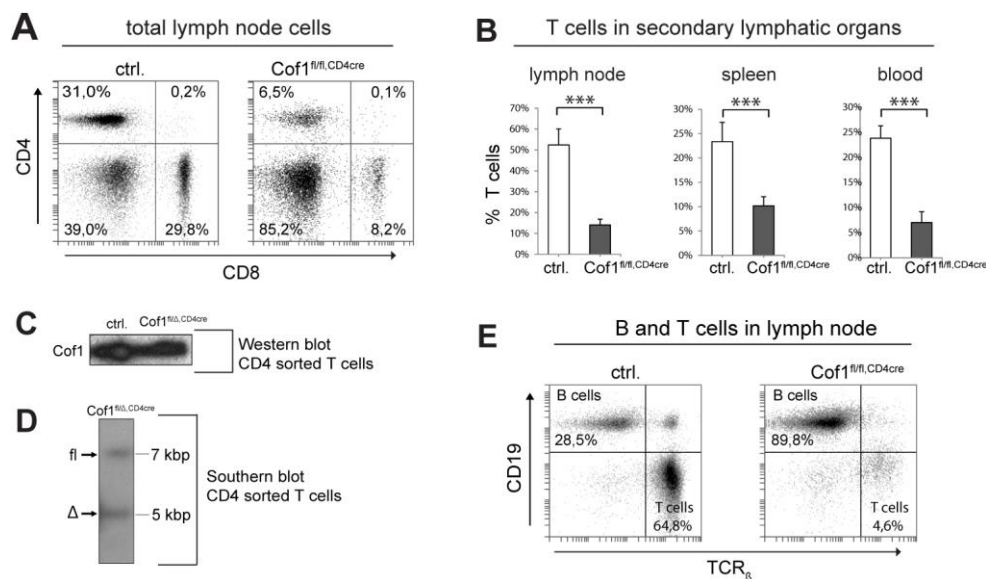 A
total lymph node cells
ctrl.
Cof1fl/fl,CD4cre
31,0%
0,2%
6,5%
0,1%
CD4
39,0%
29,8%
85,2%
8,2%
CD8
B
T cells in secondary lymphatic organs
lymph node
spleen
blood
% T cells
***
70%
60%
50%
40%
30%
20%
10%
0%
ctrl.
Cof1fl/fl,CD4cre
***
30%
25%
20%
15%
10%
5%
0%
ctrl.
Cof1fl/fl,CD4cre
***
30%
25%
20%
15%
10%
5%
0%
ctrl.
Cof1fl/fl,CD4cre
C
ctrl.
Cof1fl/Δ,CD4cre
Cof1
Western blot
CD4 sorted T cells
D
Cof1fl/Δ,CD4cre
fl
7 kbp
Δ
5 kbp
Southern blot
CD4 sorted T cells
E
B and T cells in lymph node
ctrl.
Cof1fl/fl,CD4cre
B cells
28,5%
B cells
89,8%
CD19
T cells
64,8%
T cells
4,6%
TCRß